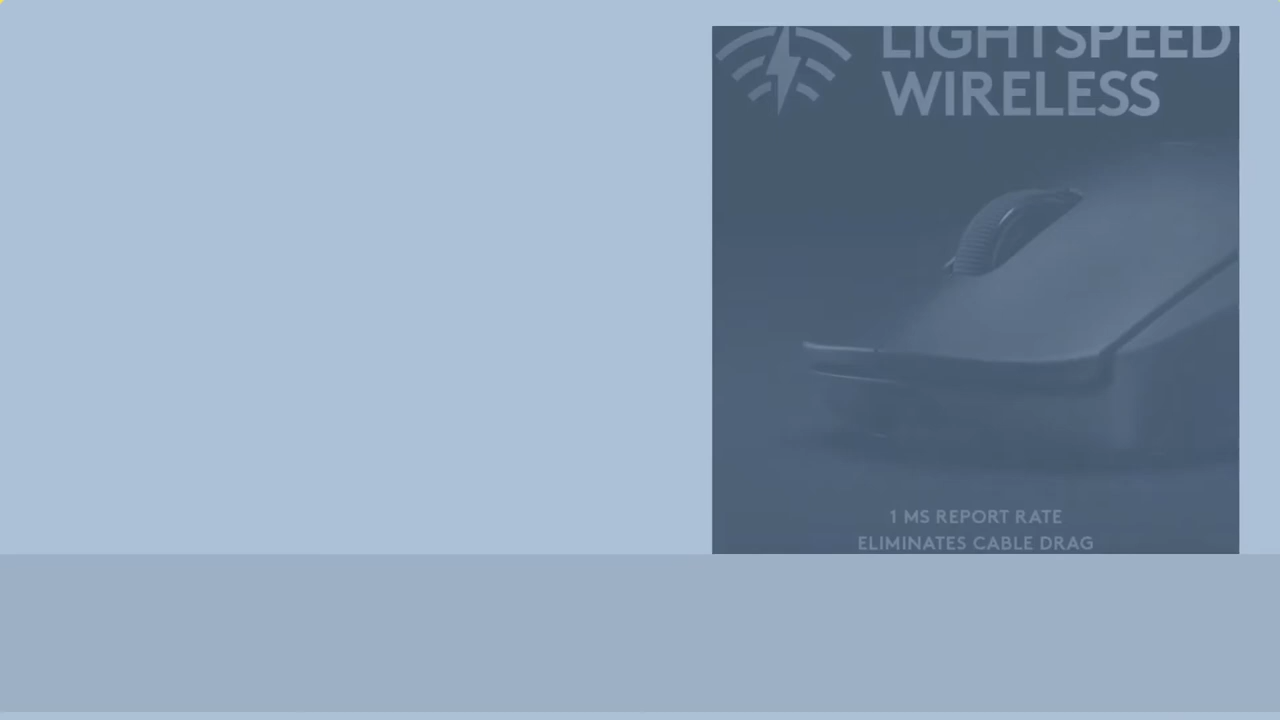 LIGHTSPEED
WIRELESS
1 MS REPORT RATE
ELIMINATES CABLE DRAG